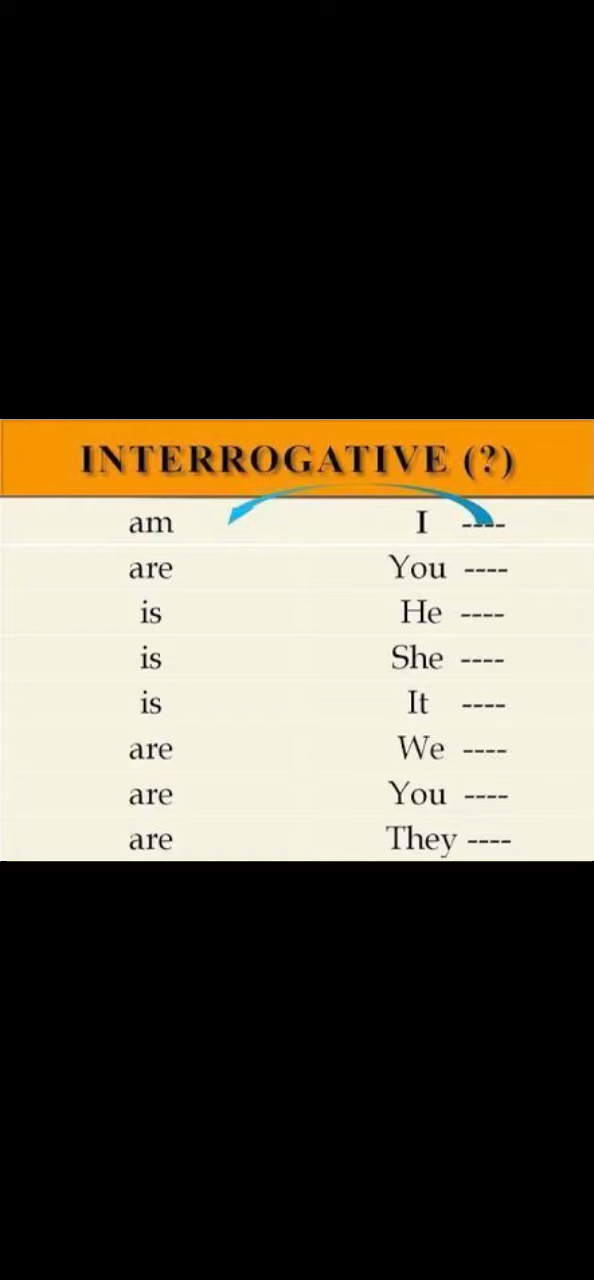 INTERROGATIVE (?)
am I ----
are You ----
is He ----
is She ----
is It ----
are We ----
are You ----
are They ----